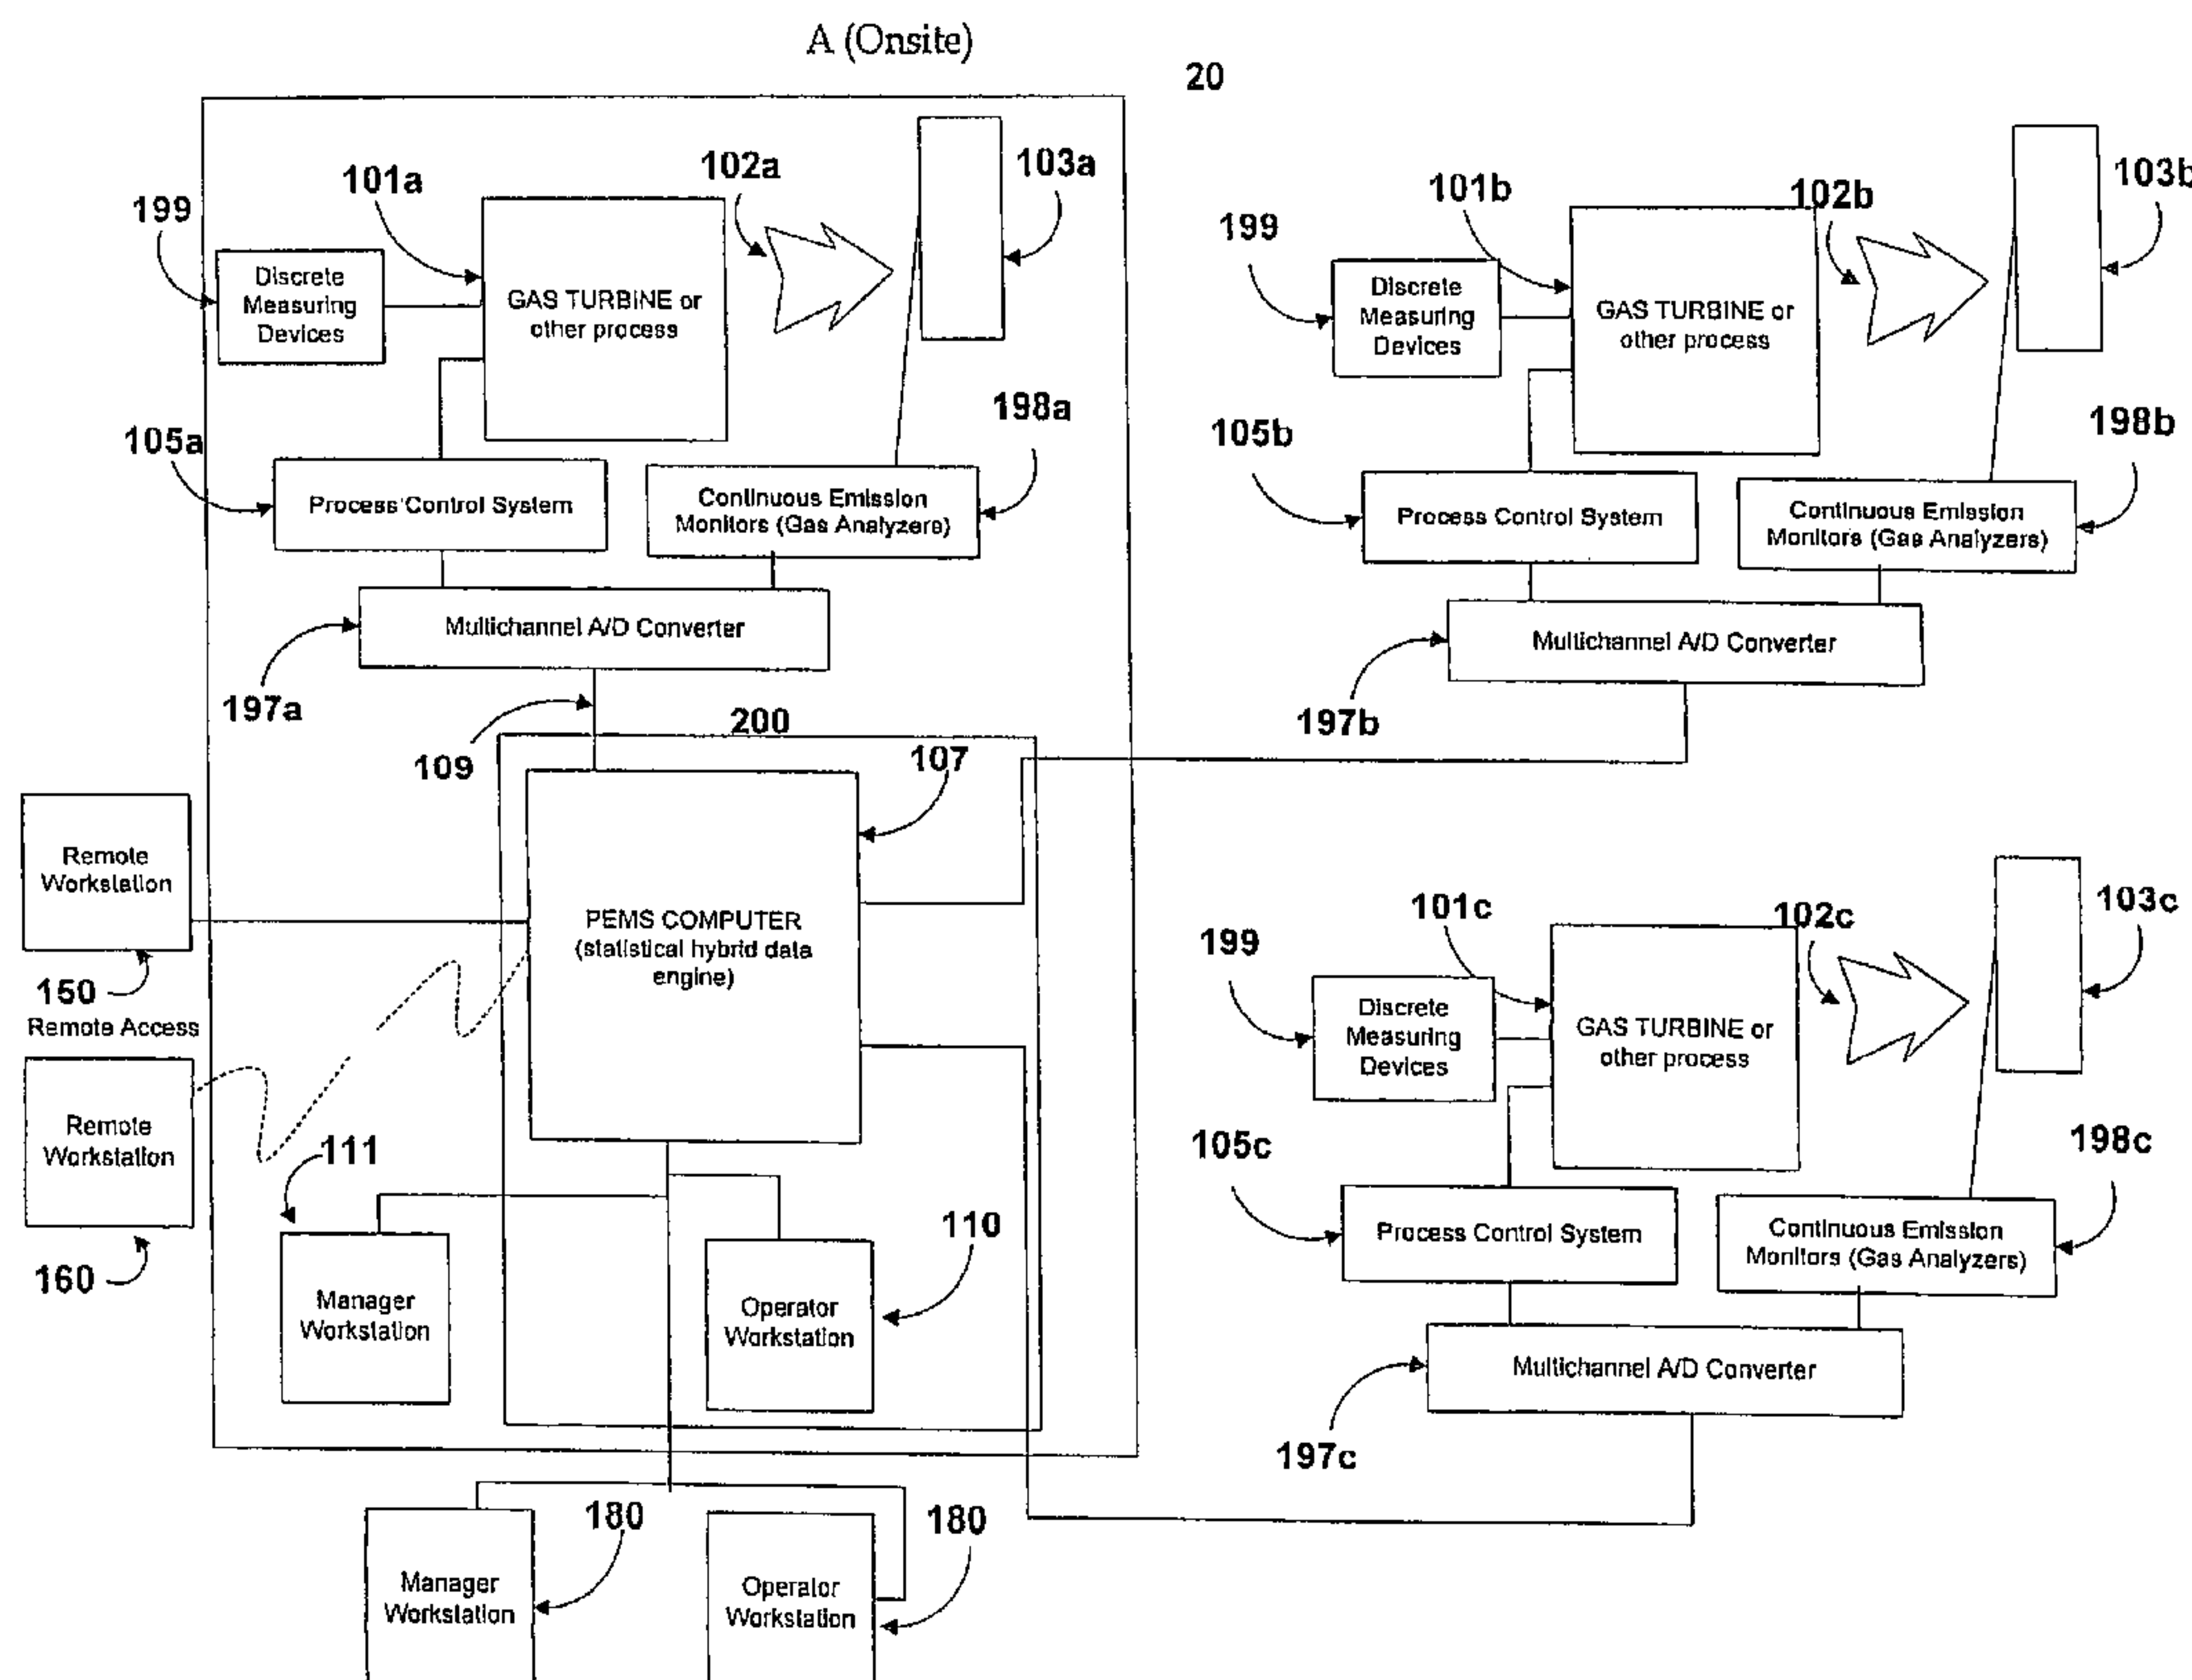 A (Onsite)
20
199
101a
102a
103a
Discrete
Measuring
Devices
GAS TURBINE or
other process
105a
198a
Process Control System
Continuous Emission
Monitors (Gas Analyzers)
Multichannel A/D Converter
197a
109
199
101b
102b
103b
Discrete
Measuring
Devices
GAS TURBINE or
other process
105b
198b
Process Control System
Continuous Emission
Monitors (Gas Analyzers)
Multichannel A/D Converter
197b
200
107
PEMS COMPUTER
(statistical hybrid data
engine)
Remote
Workstation
150
Remote Access
Remote
Workstation
160
111
Manager
Workstation
110
Operator
Workstation
199
101c
102c
103c
Discrete
Measuring
Devices
GAS TURBINE or
other process
105c
198c
Process Control System
Continuous Emission
Monitors (Gas Analyzers)
Multichannel A/D Converter
197c
180
Manager
Workstation
180
Operator
Workstation